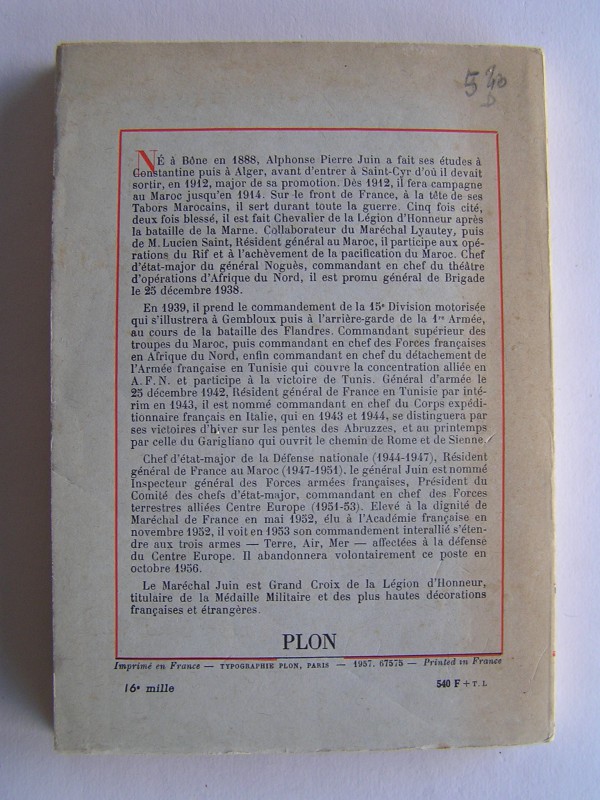 NÉ à Bône en 1888, Alphonse Pierre Juin a fait ses études à
Constantine puis à Alger, avant d'entrer à Saint-Cyr d'où il devait
sortir, en 1912, major de sa promotion. Dès 1912, il fera campagne
au Maroc jusqu'en 1914. Sur le front de France, à la tête de ses
Tabors Marocains, il sert durant toute la guerre. Cinq fois cité,
deux fois blessé, il est fait Chevalier de la Légion d'Honneur après
la bataille de la Marne. Collaborateur du Maréchal Lyautey, puis
de M. Lucien Saint, Résident général au Maroc, il participe aux opé-
rations du Rif et à l'achèvement de la pacification du Maroc. Chef
d'état-major du général Noguès, commandant en chef du théâtre
d'opérations d'Afrique du Nord, il est promu général de Brigade
le 25 décembre 1938.
En 1939, il prend le commandement de la 15e Division motorisée
qui s'illustrera à Gembloux puis à l'arrière-garde de la 1re Armée,
au cours de la bataille des Flandres. Commandant supérieur des
troupes du Maroc, puis commandant en chef des Forces françaises
en Afrique du Nord, enfin commandant en chef du détachement de
l'Armée française en Tunisie qui couvre la concentration alliée en
A. F. N. et participe à la victoire de Tunis. Général d'armée le
25 décembre 1942, Résident général de France en Tunisie par inté-
rim en 1943, il est nommé commandant en chef du Corps expédi-
tionnaire français en Italie, qui en 1943 et 1944, se distinguera par
ses victoires d'hiver sur les pentes des Abruzzes, et au printemps
par celle du Garigliano qui ouvrit le chemin de Rome et de Sienne.
Chef d'état-major de la Défense nationale (1944-1947), Résident
général de France au Maroc (1947-1951). le général Juin est nommé
Inspecteur général des Forces armées françaises, Président du
Comité des chefs d'état-major, commandant en chef des Forces
terrestres alliées Centre Europe (1951-53). Elevé à la dignité de
Maréchal de France en mai 1952, élu à l'Académie française en
novembre 1952, il voit en 1953 son commandement interallié s'éten-
dre aux trois armes — Terre, Air, Mer — affectées à la défense
du Centre Europe. Il abandonnera volontairement ce poste en
octobre 1956.
Le Maréchal Juin est Grand Croix de la Légion d'Honneur,
titulaire de la Médaille Militaire et des plus hautes décorations
françaises et étrangères.
PLON
Imprimé en France — TYPOGRAPHIE PLON, PARIS — 1957. 67575 — Printed in France
16e mille
540 F + T. L